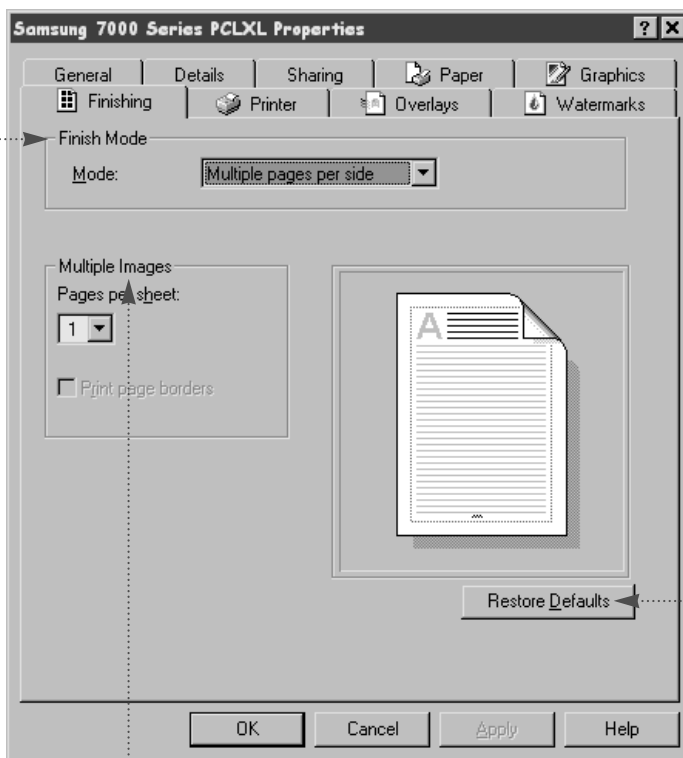 Samsung 7000 Series PCLXL Properties
General Details Sharing Paper Graphics
Finishing Printer Overlays Watermarks
Finish Mode
Mode: Multiple pages per side
Multiple Images
Pages per sheet:
1
Print page borders
A
Restore Defaults
OK Cancel Apply Help